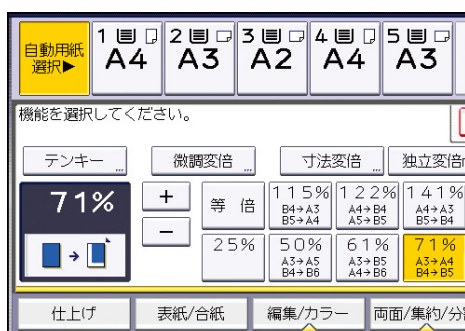 自動用紙
選択▶
1
A4
2
A3
3
A2
4
A4
5
A3
機能を選択してください。
テンキー...
微調変倍...
寸法変倍...
独立変倍
71%
+
−
等 倍
115%
B4→A3
B5→A4
122%
A4→B4
A5→B5
141%
A4→A3
B5→B4
25%
50%
A3→A5
B4→B6
61%
A3→B5
A4→B6
71%
A3→A4
B4→B5
仕上げ
表紙/合紙
編集/カラー
両面/集約/分